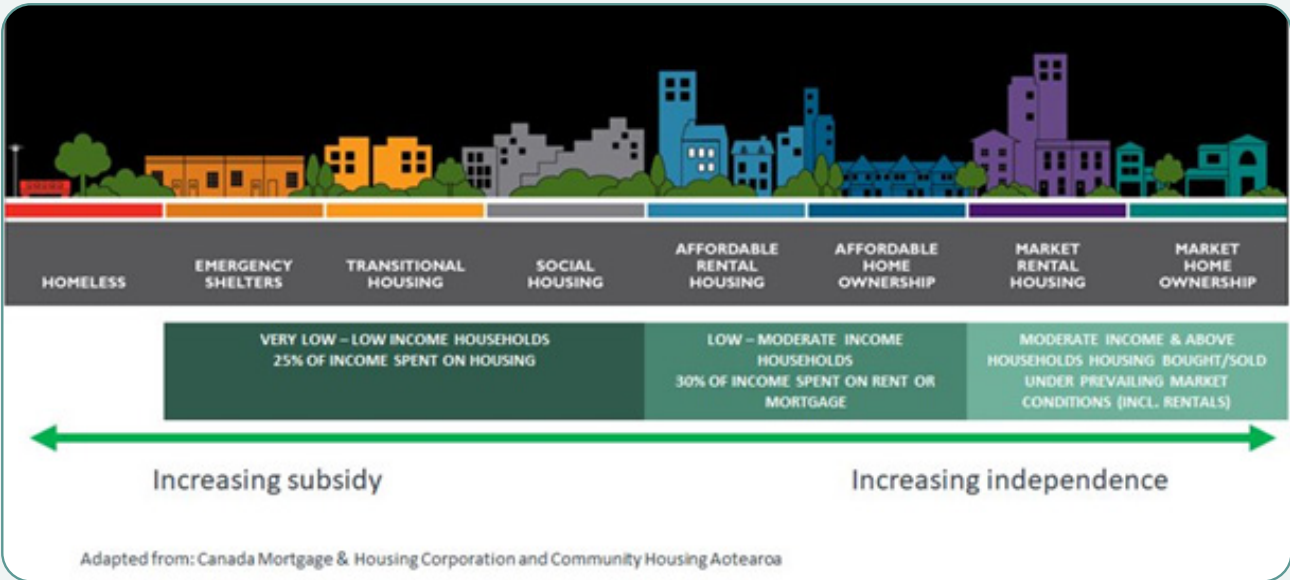 HOMELESS
EMERGENCY
SHELTERS
TRANSITIONAL
HOUSING
SOCIAL
HOUSING
AFFORDABLE
RENTAL
HOUSING
AFFORDABLE
HOME
OWNERSHIP
MARKET
RENTAL
HOUSING
MARKET
HOME
OWNERSHIP
VERY LOW – LOW INCOME HOUSEHOLDS
25% OF INCOME SPENT ON HOUSING
LOW – MODERATE INCOME
HOUSEHOLDS
30% OF INCOME SPENT ON RENT OR
MORTGAGE
MODERATE INCOME & ABOVE
HOUSEHOLDS HOUSING BOUGHT/SOLD
UNDER PREVAILING MARKET
CONDITIONS (INCL. RENTALS)
Increasing subsidy
Increasing independence
Adapted from: Canada Mortgage & Housing Corporation and Community Housing Aotearoa